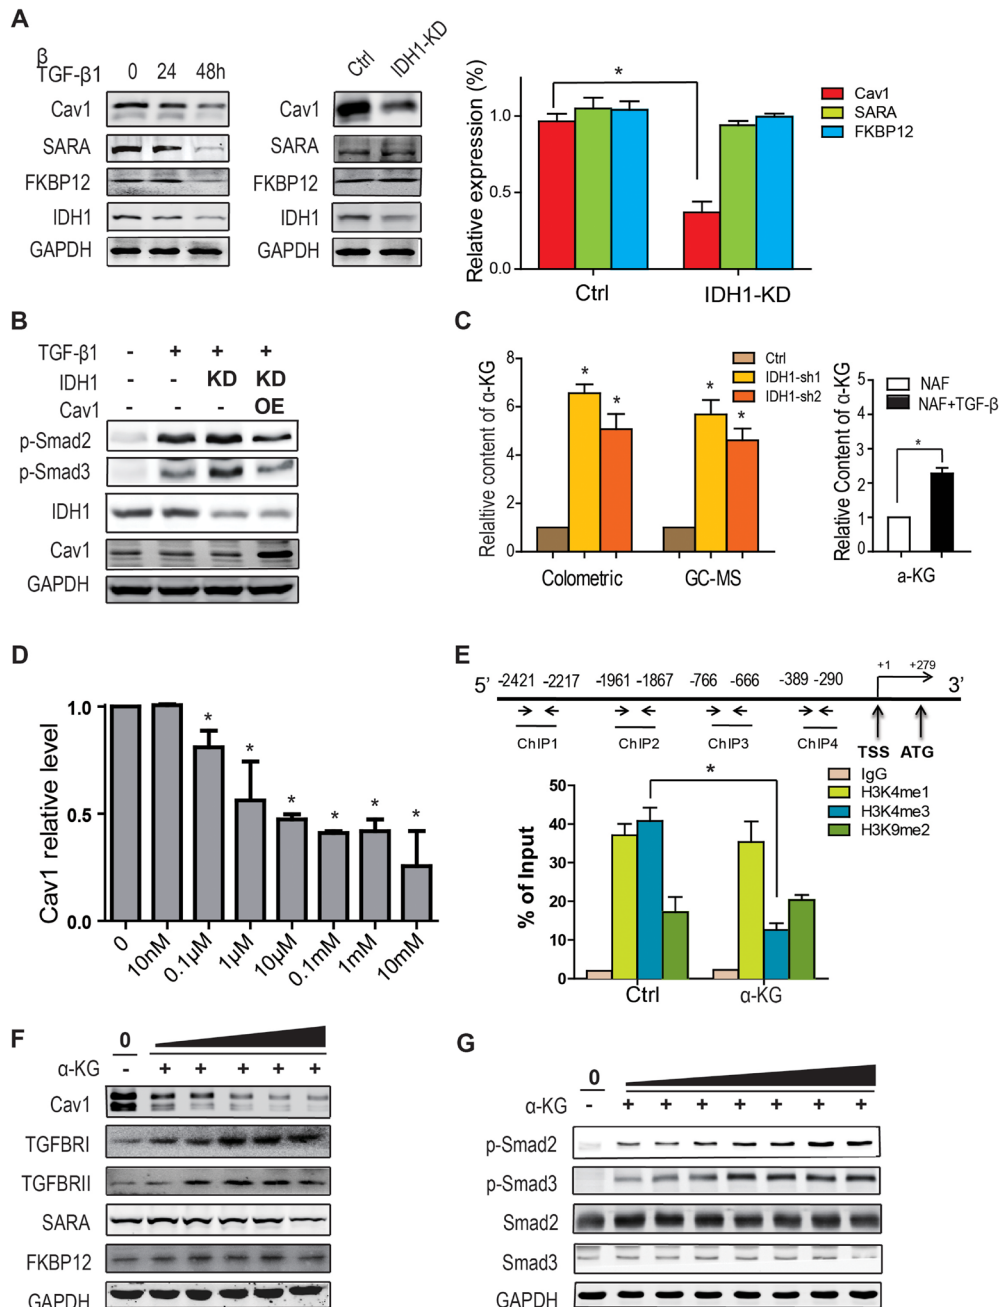 A
β
TGF-β1 0 24 48h
Cav1
SARA
FKBP12
IDH1
GAPDH
Ctrl IDH1-KD
Cav1
SARA
FKBP12
IDH1
GAPDH
Relative expression (%)
1.0
0.5
0.0
*
Ctrl IDH1-KD
Cav1
SARA
FKBP12
B
TGF-β1 - + + +
IDH1 - - KD KD
Cav1 - - - OE
p-Smad2
p-Smad3
IDH1
Cav1
GAPDH
C
Relaltive content of α-KG
8
6
4
2
0
* * * *
Colometric GC-MS
Ctrl
IDH1-sh1
IDH1-sh2
Relative Content of α-KG
5
4
3
2
1
0
NAF
NAF+TGF-β
*
a-KG
D
Cav1 relative level
1.0
0.5
0.0
* * * * * *
0 10nM 0.1μM 1μM 10μM 0.1mM 1mM 10mM
E
5’ -2421 -2217 -1961 -1867 -766 -666 -389 -290 +1 +279 3’
ChIP1 ChIP2 ChIP3 ChIP4 TSS ATG
% of Input
50
40
30
20
10
0
*
Ctrl α-KG
IgG
H3K4me1
H3K4me3
H3K9me2
F
0
α-KG - + + + + +
Cav1
TGFBRI
TGFBRII
SARA
FKBP12
GAPDH
G
0
α-KG - + + + + + + +
p-Smad2
p-Smad3
Smad2
Smad3
GAPDH